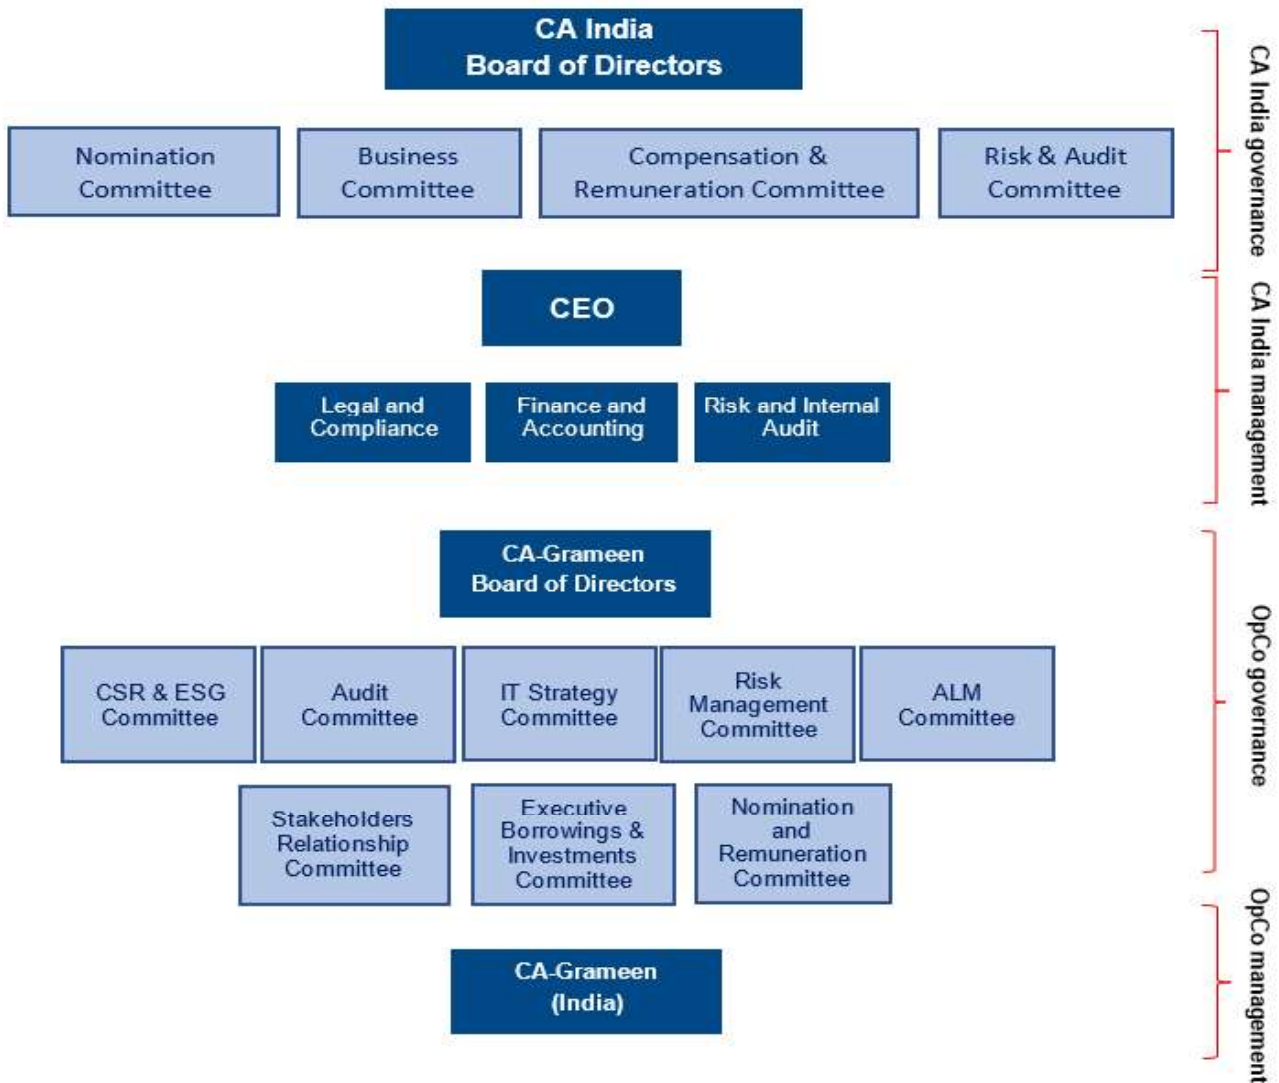 CA India
Board of Directors
Nomination
Committee
Business
Committee
Compensation &
Remuneration Committee
Risk & Audit
Committee
CA India governance
CEO
Legal and
Compliance
Finance and
Accounting
Risk and Internal
Audit
CA India management
CA-Grameen
Board of Directors
CSR & ESG
Committee
Audit
Committee
IT Strategy
Committee
Risk
Management
Committee
ALM
Committee
Stakeholders
Relationship
Committee
Executive
Borrowings &
Investments
Committee
Nomination
and
Remuneration
Committee
OpCo governance
CA-Grameen
(India)
OpCo management